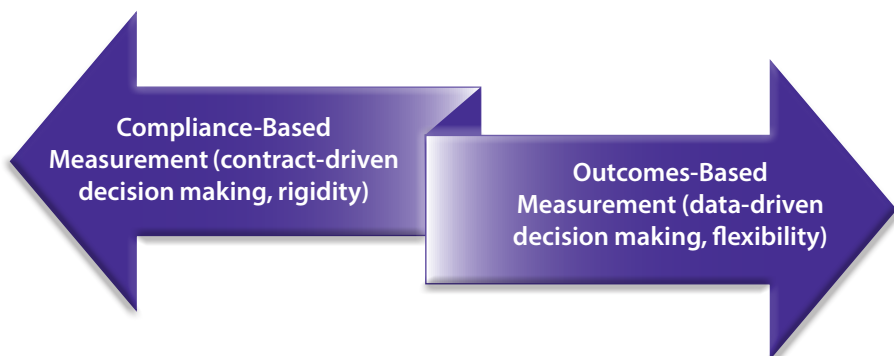 Compliance-Based
Measurement (contract-driven
decision making, rigidity)
Outcomes-Based
Measurement (data-driven
decision making, flexibility)